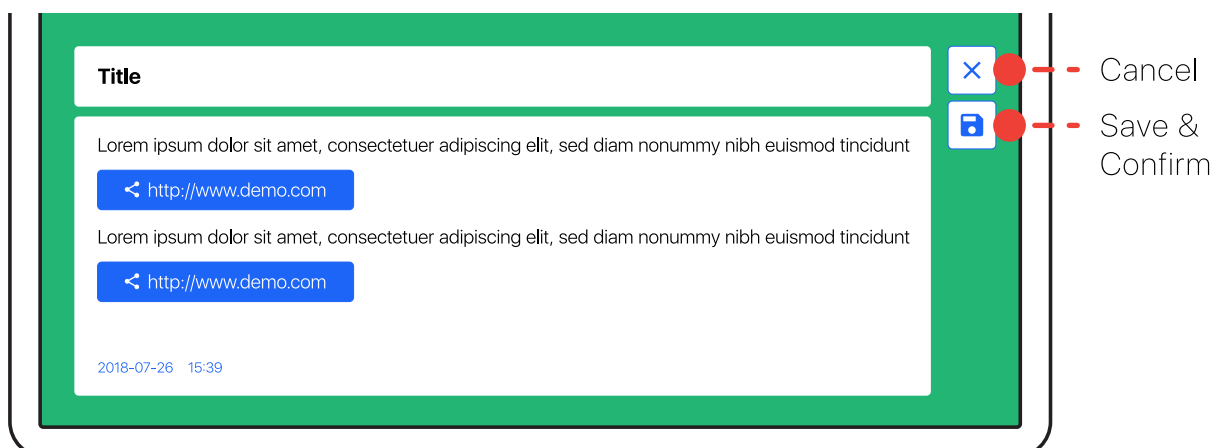 Title
Lorem ipsum dolor sit amet, consectetuer adipiscing elit, sed diam nonummy nibh euismod tincidunt
http://www.demo.com
Lorem ipsum dolor sit amet, consectetuer adipiscing elit, sed diam nonummy nibh euismod tincidunt
http://www.demo.com
2018-07-26 15:39
Cancel
Save &
Confirm